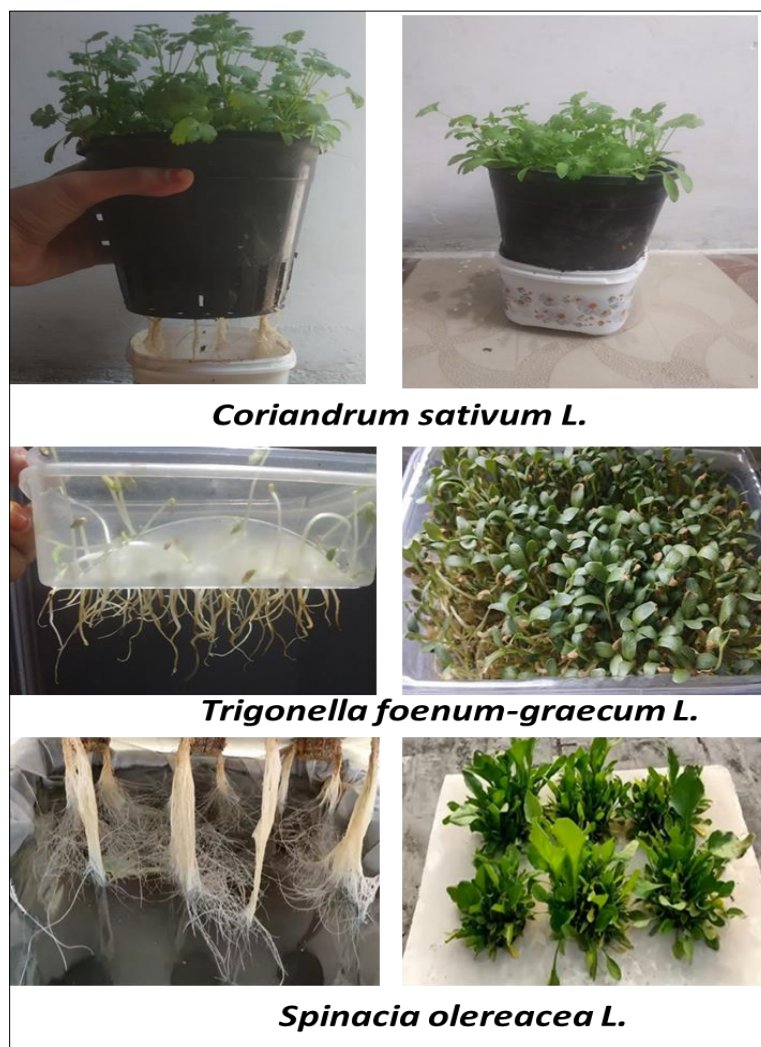 Coriandrum sativum L.
Trigonella foenum-graecum L.
Spinacia olereacea L.